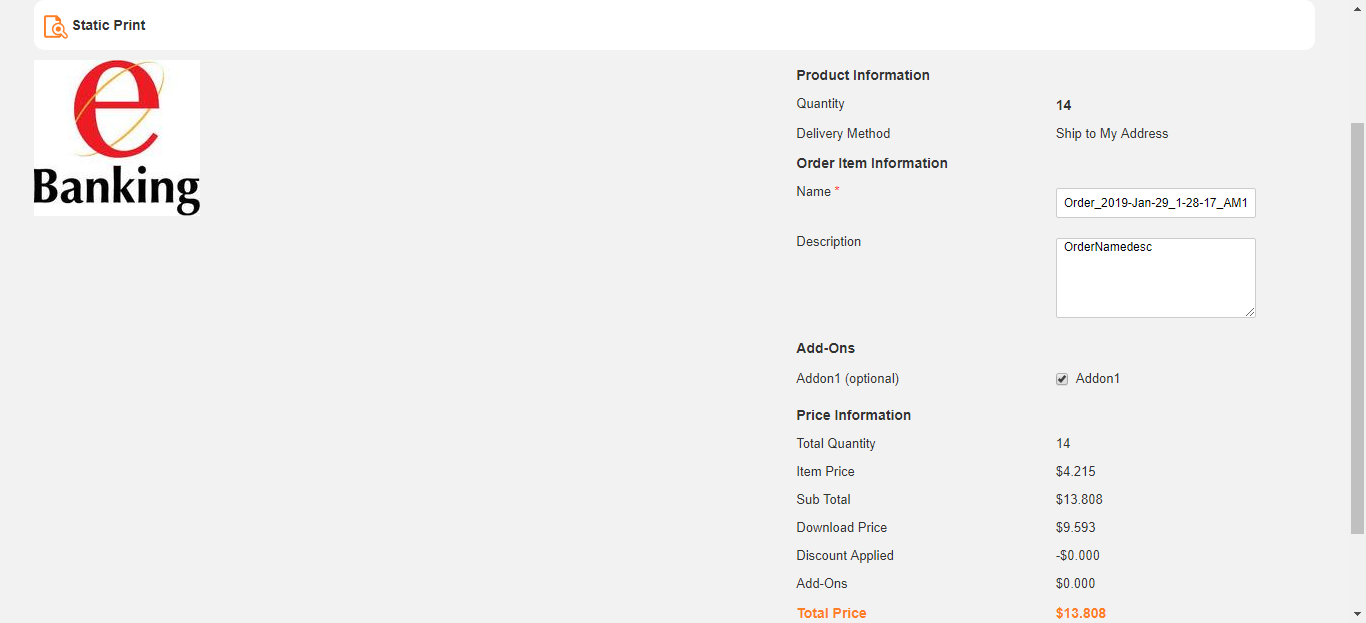 Static Print
e
Banking
Product Information
Quantity 14
Delivery Method Ship to My Address
Order Item Information
Name * Order_2019-Jan-29_1-28-17_AM1
Description OrderNamedesc
Add-Ons
Addon1 (optional) Addon1
Price Information
Total Quantity 14
Item Price $4.215
Sub Total $13.808
Download Price $9.593
Discount Applied -$0.000
Add-Ons $0.000
Total Price $13.808